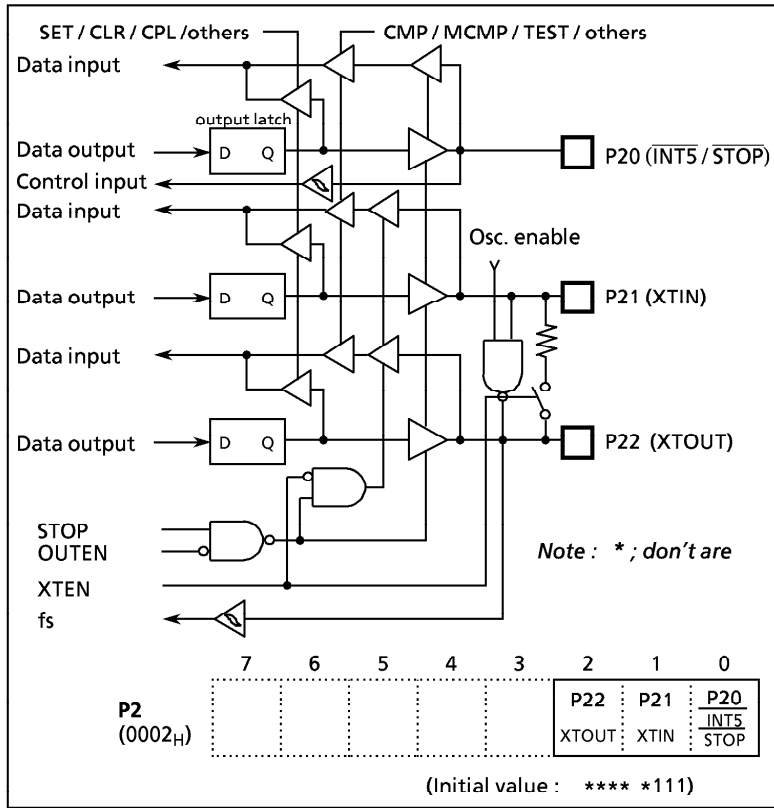 SET / CLR / CPL /others CMP / MCMP / TEST / others
Data input
output latch
Data output D Q P20 (INT5 / STOP)
Control input
Data input
Osc. enable
Data output D Q P21 (XTIN)
Data input
Data output D Q P22 (XTOUT)
STOP
OUTEN
Note : * ; don't are
XTEN
fs
7 6 5 4 3 2 1 0
P2 P22 P21 P20
(0002H) XTOUT XTIN INT5
STOP
(Initial value : **** *111)